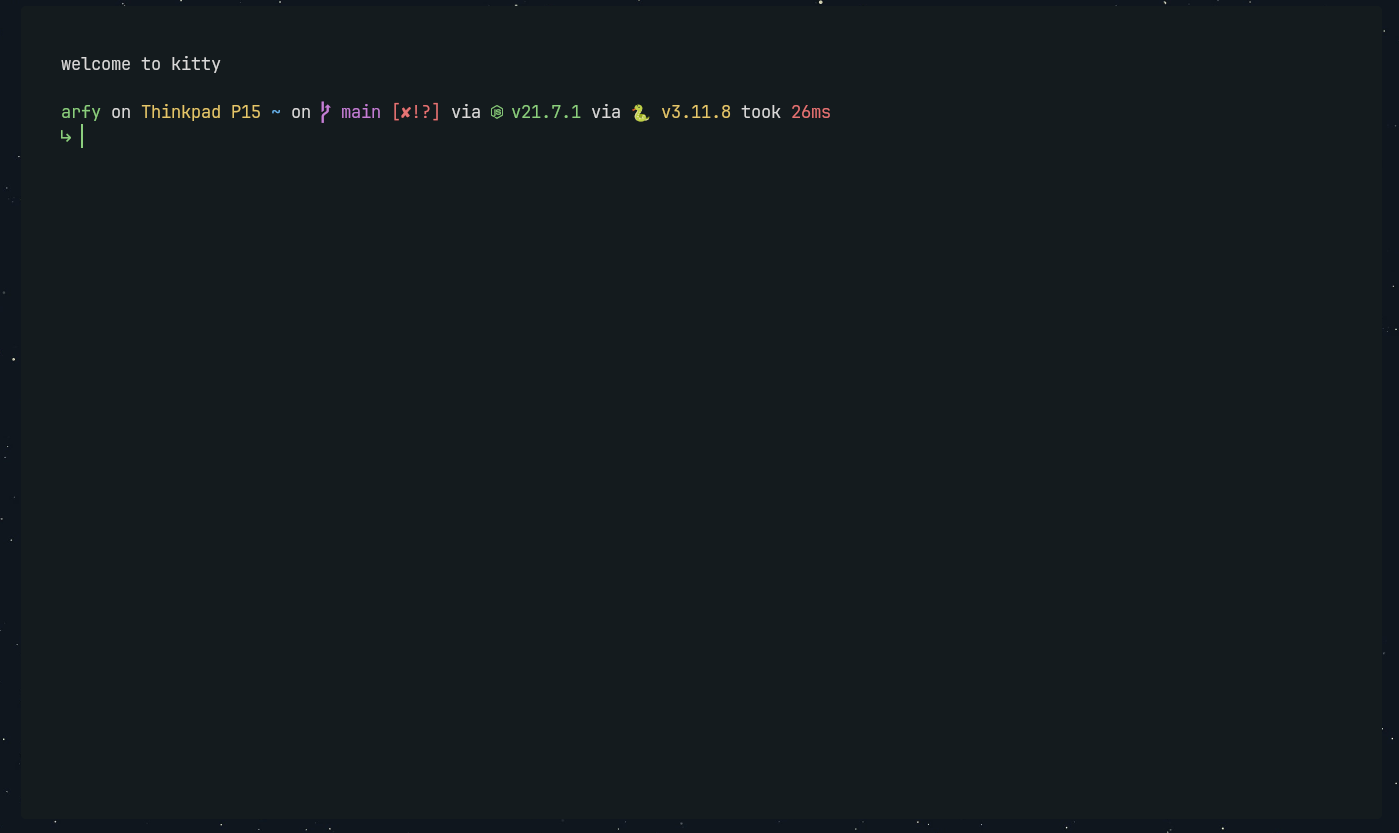 welcome to kitty
arfy on Thinkpad P15 ~ on main [✘!?] via v21.7.1 via 🐍 v3.11.8 took 26ms
↳